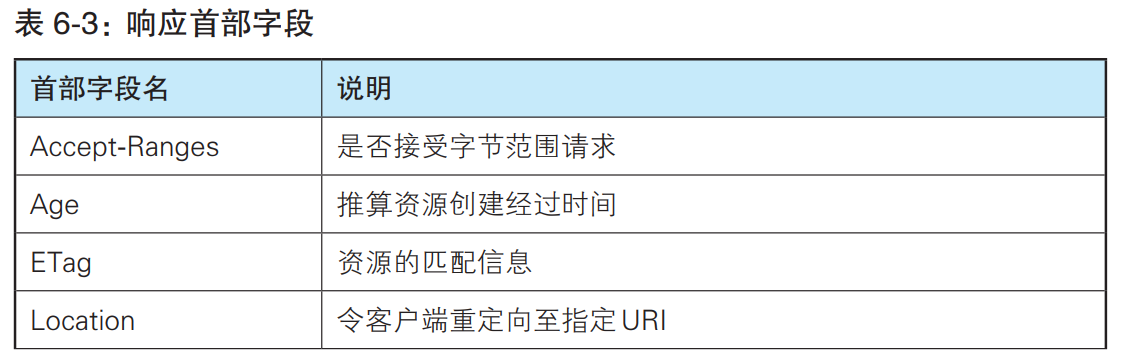 表 6-3：响应首部字段
首部字段名 说明
Accept-Ranges 是否接受字节范围请求
Age 推算资源创建经过时间
ETag 资源的匹配信息
Location 令客户端重定向至指定URI